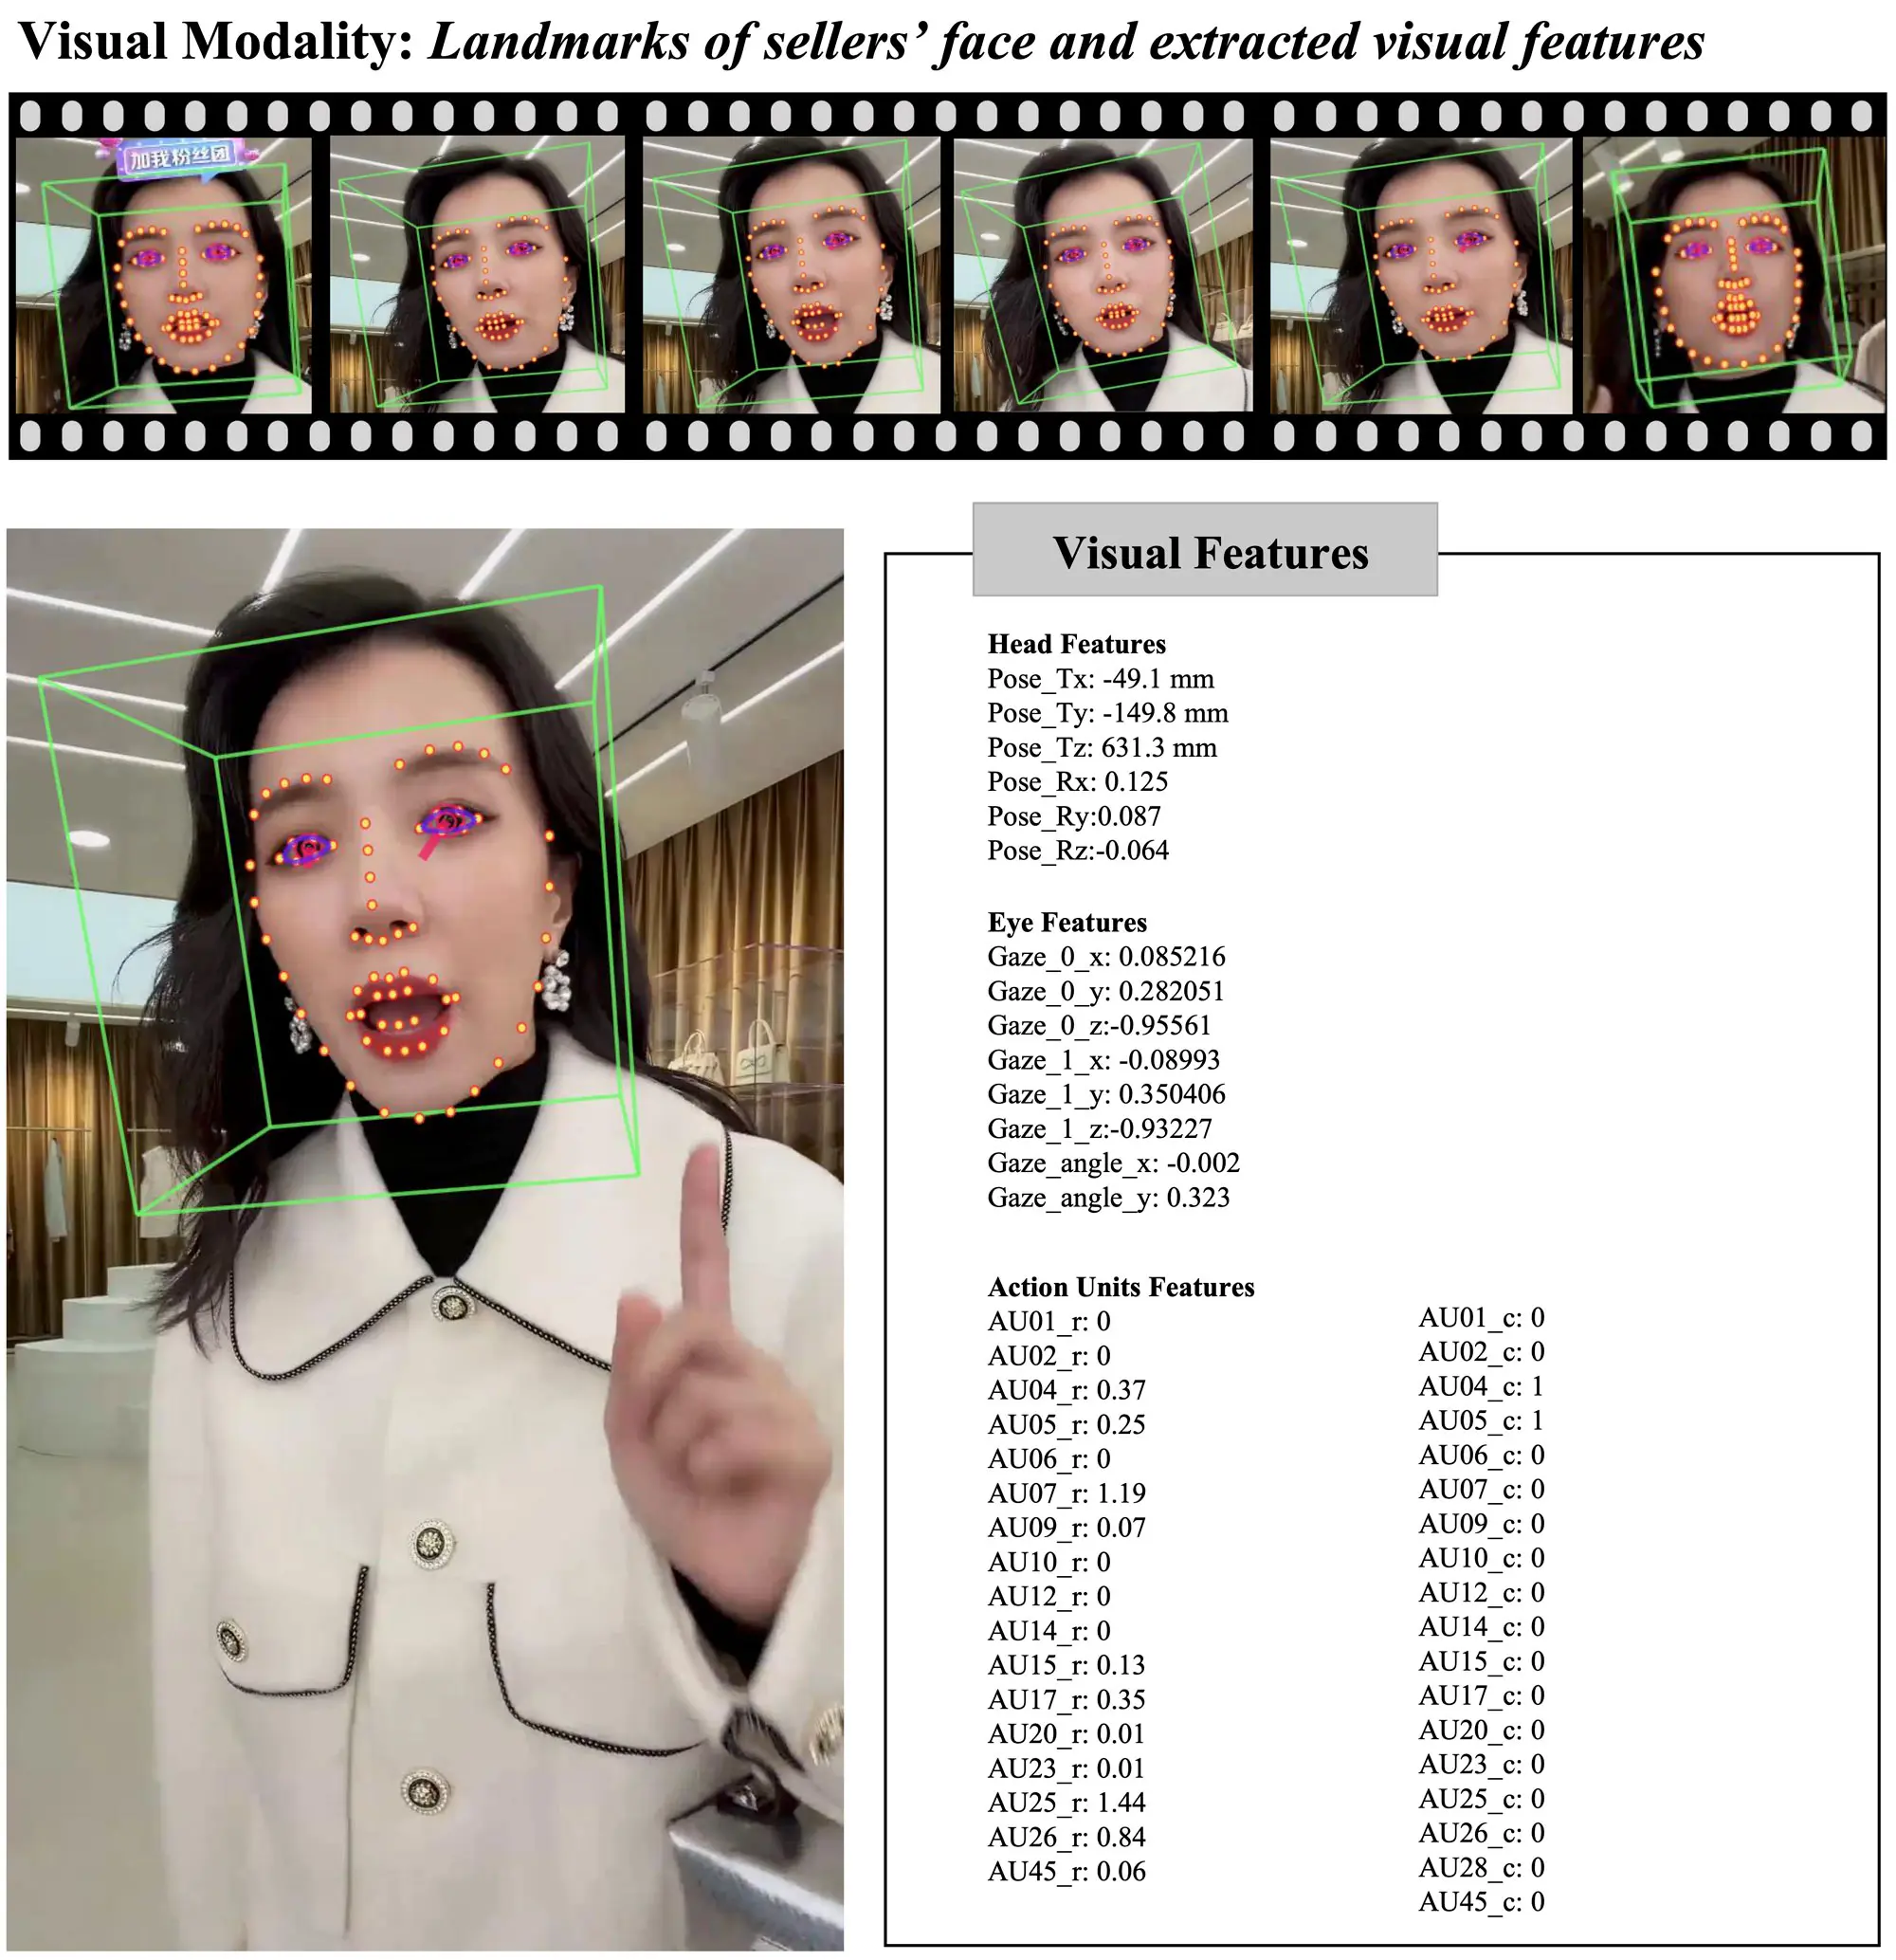 Visual Modality: Landmarks of sellers’ face and extracted visual features
加我粉丝团
Visual Features
Head Features
Pose_Tx: -49.1 mm
Pose_Ty: -149.8 mm
Pose_Tz: 631.3 mm
Pose_Rx: 0.125
Pose_Ry:0.087
Pose_Rz:-0.064
Eye Features
Gaze_0_x: 0.085216
Gaze_0_y: 0.282051
Gaze_0_z:-0.95561
Gaze_1_x: -0.08993
Gaze_1_y: 0.350406
Gaze_1_z:-0.93227
Gaze_angle_x: -0.002
Gaze_angle_y: 0.323
Action Units Features
AU01_r: 0
AU02_r: 0
AU04_r: 0.37
AU05_r: 0.25
AU06_r: 0
AU07_r: 1.19
AU09_r: 0.07
AU10_r: 0
AU12_r: 0
AU14_r: 0
AU15_r: 0.13
AU17_r: 0.35
AU20_r: 0.01
AU23_r: 0.01
AU25_r: 1.44
AU26_r: 0.84
AU45_r: 0.06
AU01_c: 0
AU02_c: 0
AU04_c: 1
AU05_c: 1
AU06_c: 0
AU07_c: 0
AU09_c: 0
AU10_c: 0
AU12_c: 0
AU14_c: 0
AU15_c: 0
AU17_c: 0
AU20_c: 0
AU23_c: 0
AU25_c: 0
AU26_c: 0
AU28_c: 0
AU45_c: 0